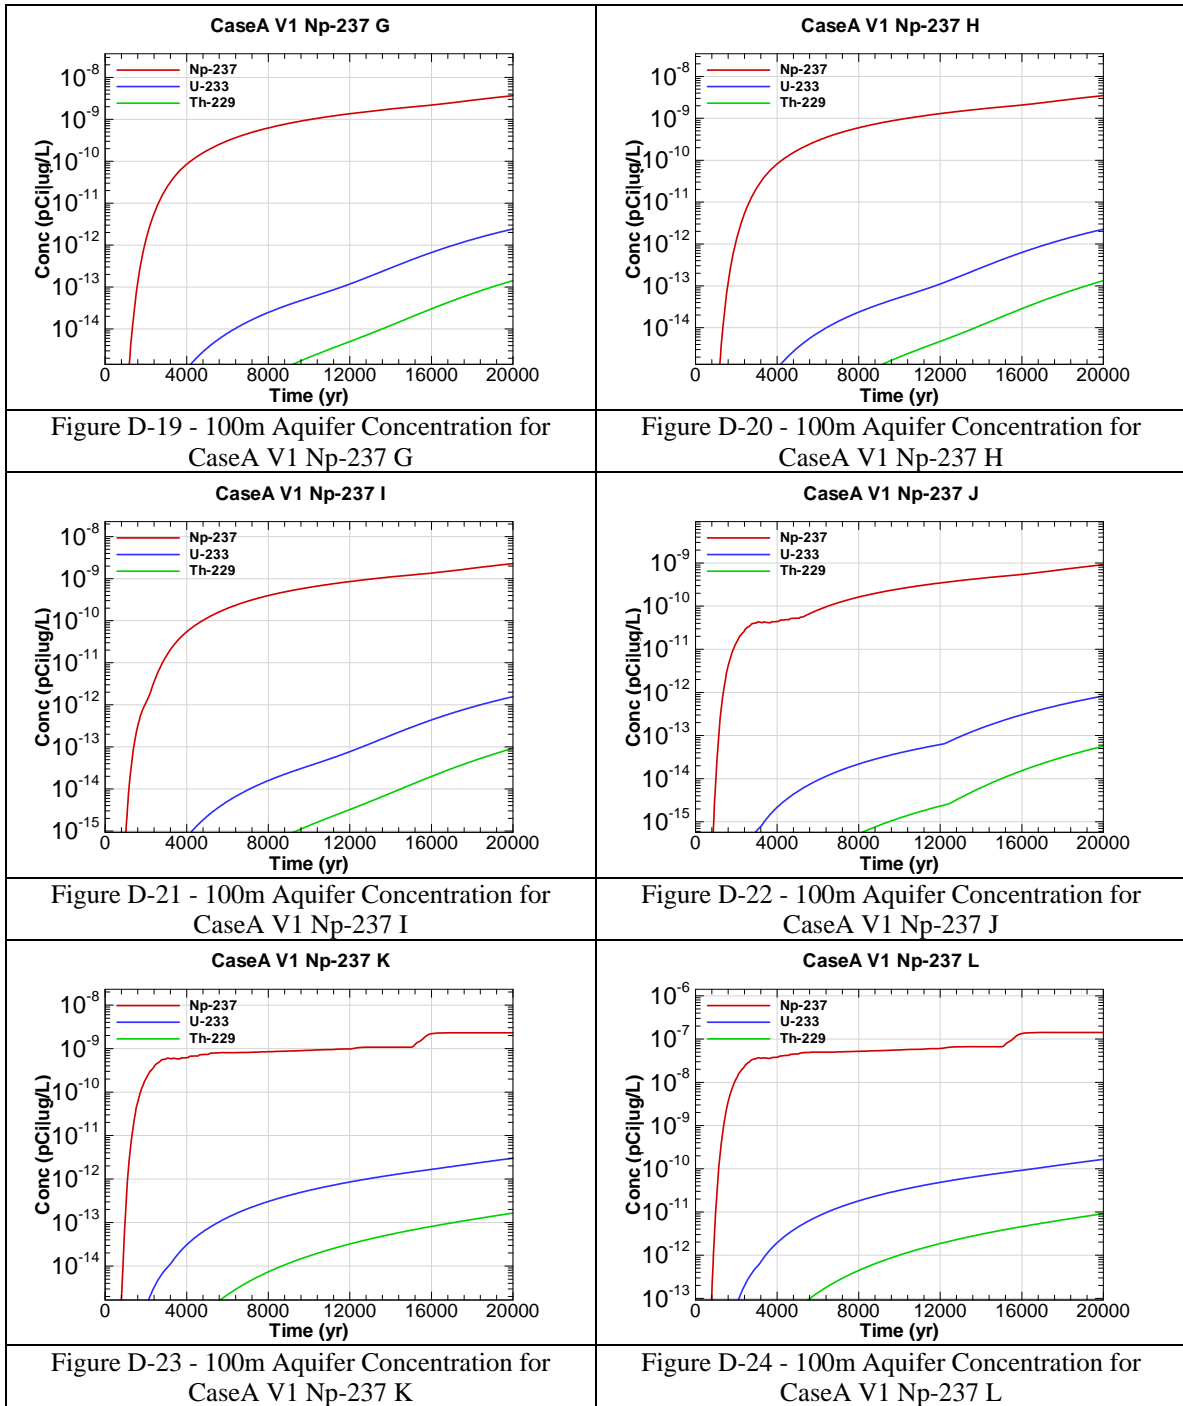 CaseA V1 Np-237 G
Np-237
U-233
Th-229
Conc (pCi|ug/L)
10-8
10-9
10-10
10-11
10-12
10-13
10-14
0 4000 8000 12000 16000 20000
Time (yr)
Figure D-19 - 100m Aquifer Concentration for
CaseA V1 Np-237 G
CaseA V1 Np-237 H
Np-237
U-233
Th-229
Conc (pCi|ug/L)
10-8
10-9
10-10
10-11
10-12
10-13
10-14
0 4000 8000 12000 16000 20000
Time (yr)
Figure D-20 - 100m Aquifer Concentration for
CaseA V1 Np-237 H
CaseA V1 Np-237 I
Np-237
U-233
Th-229
Conc (pCi|ug/L)
10-8
10-9
10-10
10-11
10-12
10-13
10-14
10-15
0 4000 8000 12000 16000 20000
Time (yr)
Figure D-21 - 100m Aquifer Concentration for
CaseA V1 Np-237 I
CaseA V1 Np-237 J
Np-237
U-233
Th-229
Conc (pCi|ug/L)
10-9
10-10
10-11
10-12
10-13
10-14
10-15
0 4000 8000 12000 16000 20000
Time (yr)
Figure D-22 - 100m Aquifer Concentration for
CaseA V1 Np-237 J
CaseA V1 Np-237 K
Np-237
U-233
Th-229
Conc (pCi|ug/L)
10-8
10-9
10-10
10-11
10-12
10-13
10-14
0 4000 8000 12000 16000 20000
Time (yr)
Figure D-23 - 100m Aquifer Concentration for
CaseA V1 Np-237 K
CaseA V1 Np-237 L
Np-237
U-233
Th-229
Conc (pCi|ug/L)
10-6
10-7
10-8
10-9
10-10
10-11
10-12
10-13
0 4000 8000 12000 16000 20000
Time (yr)
Figure D-24 - 100m Aquifer Concentration for
CaseA V1 Np-237 L